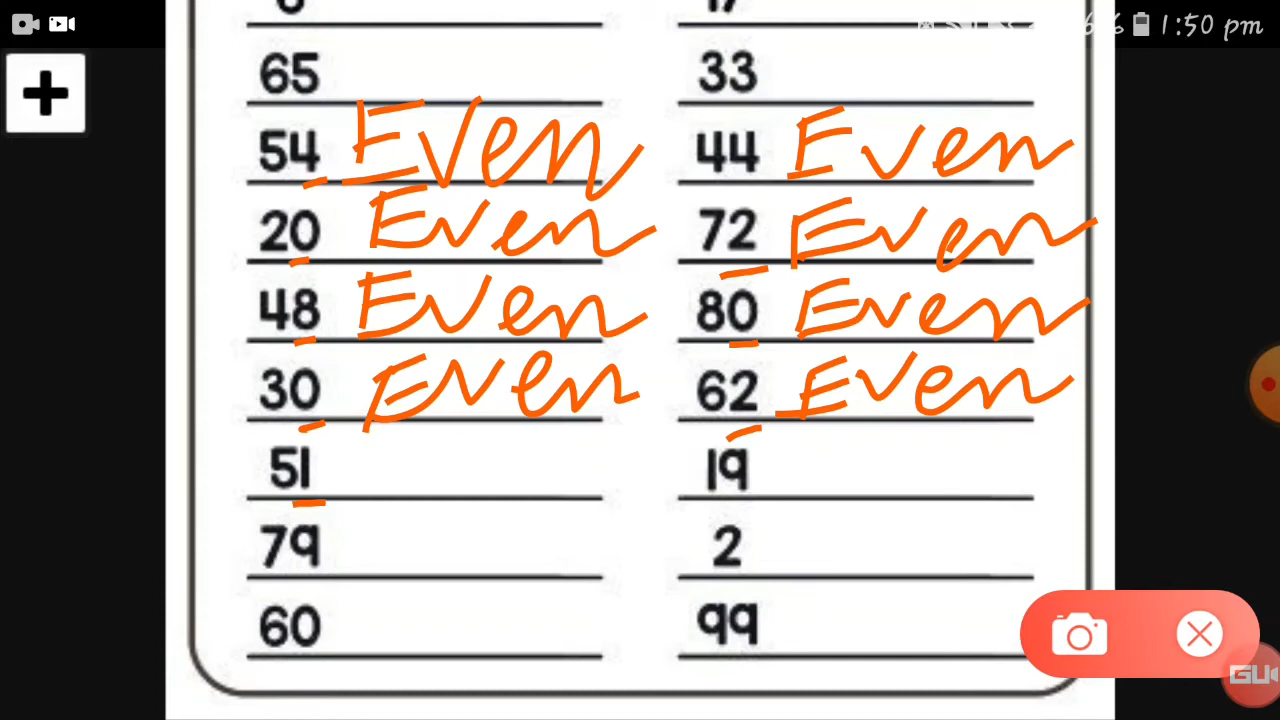 1:50 pm
65 33
54 Even 44 Even
20 Even 72 Even
48 Even 80 Even
30 Even 62 Even
51 19
79 2
60 99
GU